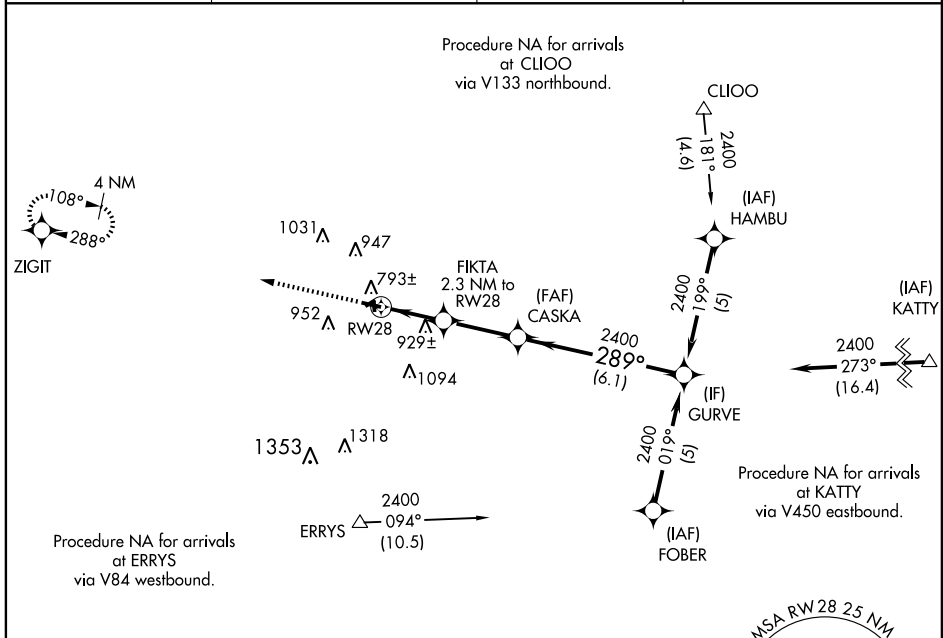 Procedure NA for arrivals
at CLIOO
via V133 northbound.
CLIOO
2400
181°
(4.6)
4 NM
108°
288°
ZIGIT
(IAF)
HAMBU
1031
947
793±
FIKTA
2.3 NM to
RW28
(FAF)
CASKA
2400
199°
(5)
(IAF)
KATTY
952
RW28
929±
1094
2400
289°
(6.1)
2400
273°
(16.4)
(IF)
GURVE
1353
1318
2400
019°
(5)
Procedure NA for arrivals
at KATTY
via V450 eastbound.
2400
ERRYS
094°
(10.5)
(IAF)
FOBER
Procedure NA for arrivals
at ERRYS
via V84 westbound.
MSA RW28 25 NM